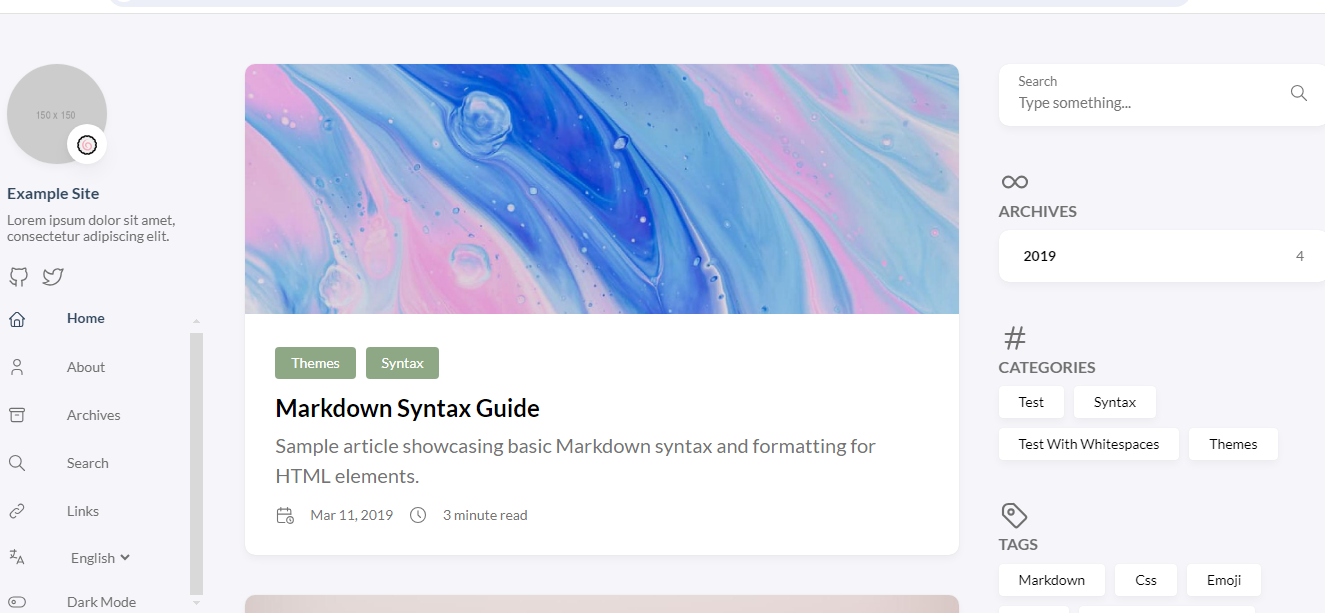 150 x 150
Example Site
Lorem ipsum dolor sit amet,
consectetur adipiscing elit.
Home
About
Archives
Search
Links
English
Dark Mode
Themes Syntax
Markdown Syntax Guide
Sample article showcasing basic Markdown syntax and formatting for
HTML elements.
Mar 11, 2019 3 minute read
Search
Type something...
ARCHIVES
2019 4
CATEGORIES
Test Syntax
Test With Whitespaces Themes
TAGS
Markdown Css Emoji